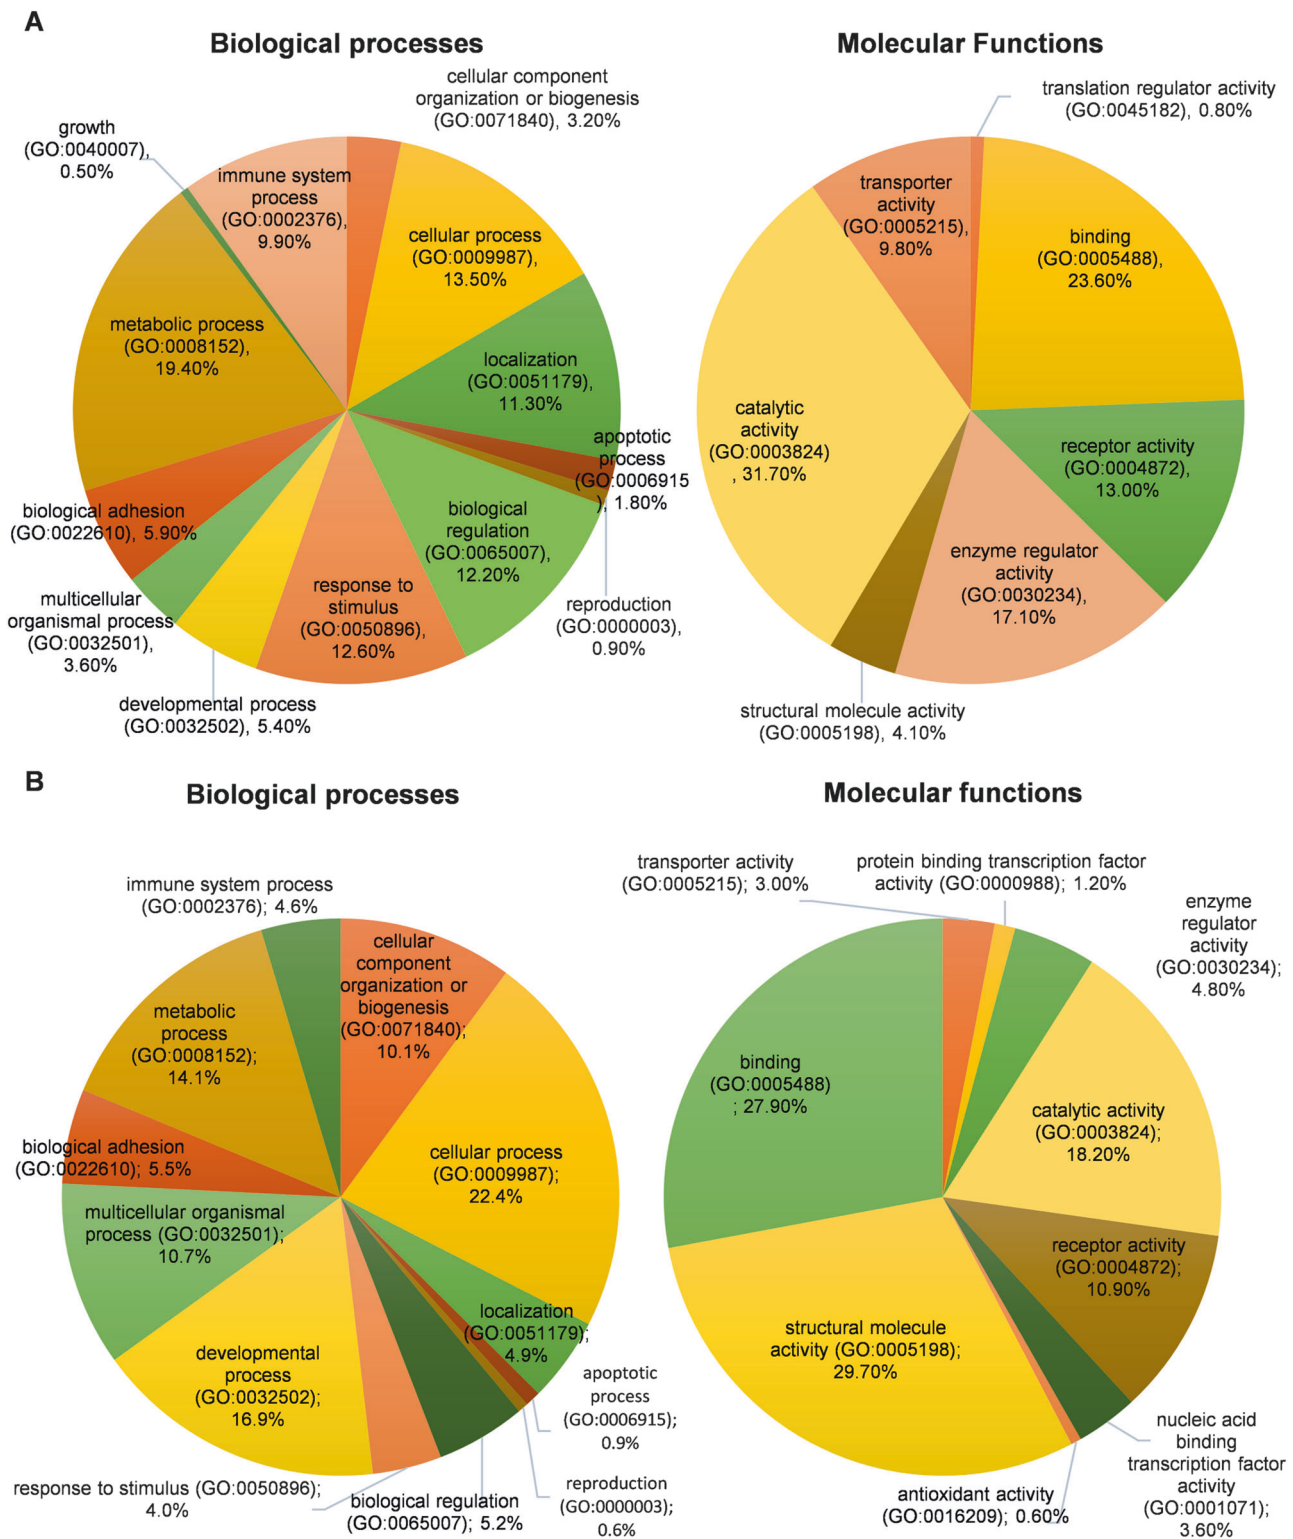 A
Biological processes
Molecular Functions
cellular component
organization or biogenesis
(GO:0071840), 3.20%
growth
(GO:0040007),
0.50%
immune system
process
(GO:0002376),
9.90%
cellular process
(GO:0009987),
13.50%
metabolic process
(GO:0008152),
19.40%
localization
(GO:0051179),
11.30%
apoptotic
process
(GO:0006915
), 1.80%
biological adhesion
(GO:0022610), 5.90%
biological
regulation
(GO:0065007),
12.20%
response to
stimulus
(GO:0050896),
12.60%
multicellular
organismal process
(GO:0032501),
3.60%
reproduction
(GO:0000003),
0.90%
developmental process
(GO:0032502), 5.40%
translation regulator activity
(GO:0045182), 0.80%
transporter
activity
(GO:0005215),
9.80%
binding
(GO:0005488),
23.60%
catalytic
activity
(GO:0003824)
, 31.70%
receptor activity
(GO:0004872),
13.00%
enzyme regulator
activity
(GO:0030234),
17.10%
structural molecule activity
(GO:0005198), 4.10%
B
Biological processes
Molecular functions
immune system process
(GO:0002376); 4.6%
cellular
component
organization or
biogenesis
(GO:0071840);
10.1%
metabolic
process
(GO:0008152);
14.1%
biological adhesion
(GO:0022610); 5.5%
cellular process
(GO:0009987);
22.4%
multicellular organismal
process (GO:0032501);
10.7%
localization
(GO:0051179);
4.9%
developmental
process
(GO:0032502);
16.9%
apoptotic
process
(GO:0006915);
0.9%
response to stimulus (GO:0050896);
4.0%
biological regulation
(GO:0065007); 5.2%
reproduction
(GO:0000003);
0.6%
transporter activity
(GO:0005215); 3.00%
protein binding transcription factor
activity (GO:0000988); 1.20%
enzyme
regulator
activity
(GO:0030234);
4.80%
binding
(GO:0005488)
; 27.90%
catalytic activity
(GO:0003824);
18.20%
receptor activity
(GO:0004872);
10.90%
structural molecule
activity (GO:0005198);
29.70%
nucleic acid
binding
transcription factor
activity
(GO:0001071);
3.60%
antioxidant activity
(GO:0016209); 0.60%